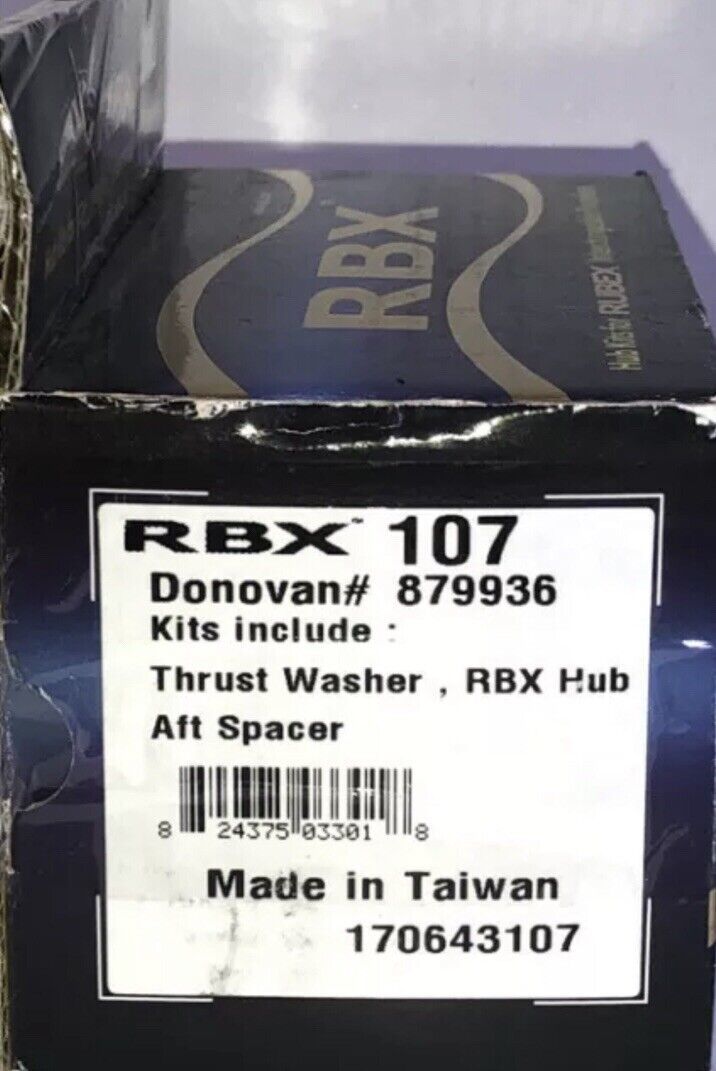 RBX
Hub Kits for RUBEX
RBX™ 107
Donovan# 879936
Kits include :
Thrust Washer , RBX Hub
Aft Spacer
8 24375 03301 8
Made in Taiwan
170643107